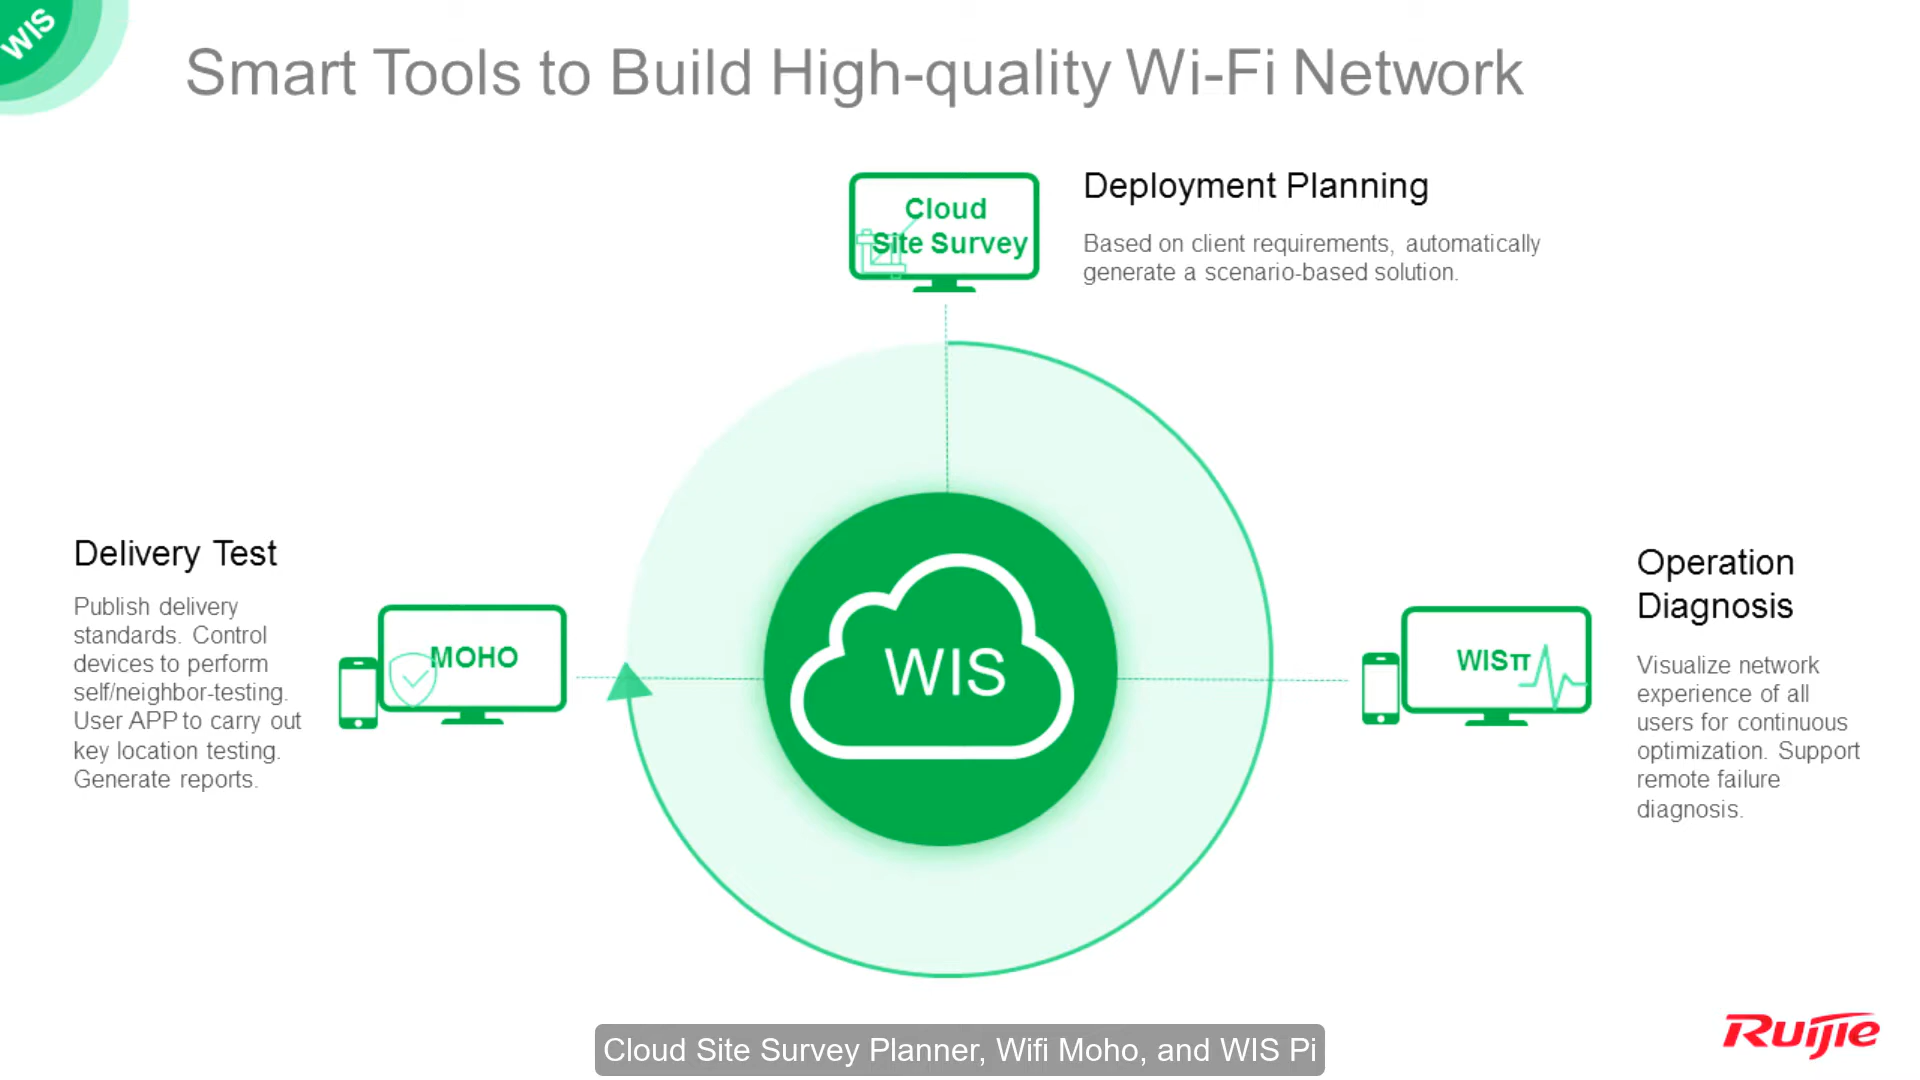 WIS
Smart Tools to Build High-quality Wi-Fi Network
Cloud
Site Survey
Deployment Planning
Based on client requirements, automatically
generate a scenario-based solution.
Delivery Test
Publish delivery
standards. Control
devices to perform
self/neighbor-testing.
User APP to carry out
key location testing.
Generate reports.
MOHO
WIS
WISπ
Operation
Diagnosis
Visualize network
experience of all
users for continuous
optimization. Support
remote failure
diagnosis.
Ruijie
Cloud Site Survey Planner, Wifi Moho, and WIS Pi